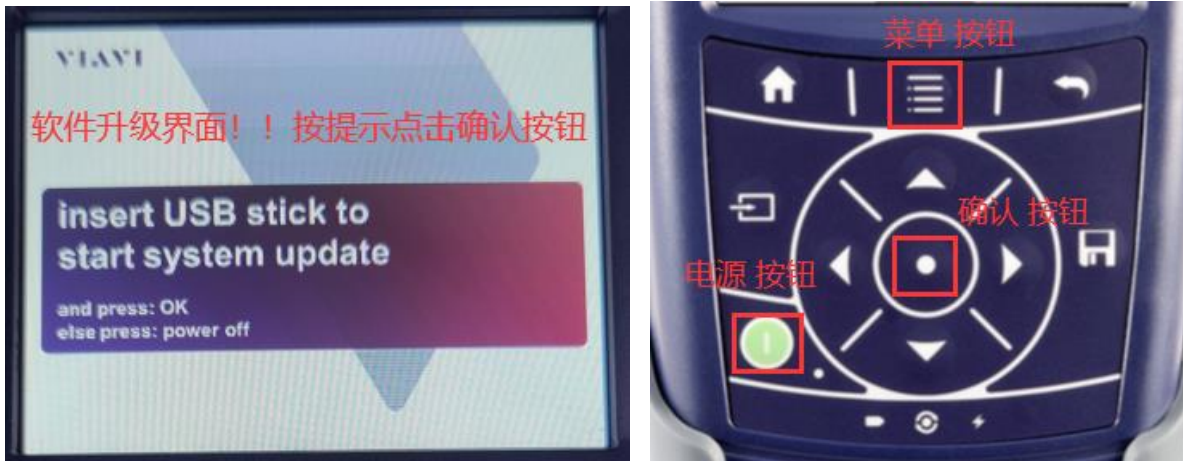 VIAVI
软件升级界面！！按提示点击确认按钮
insert USB stick to
start system update
and press: OK
else press: power off
菜单 按钮
确认 按钮
电源 按钮